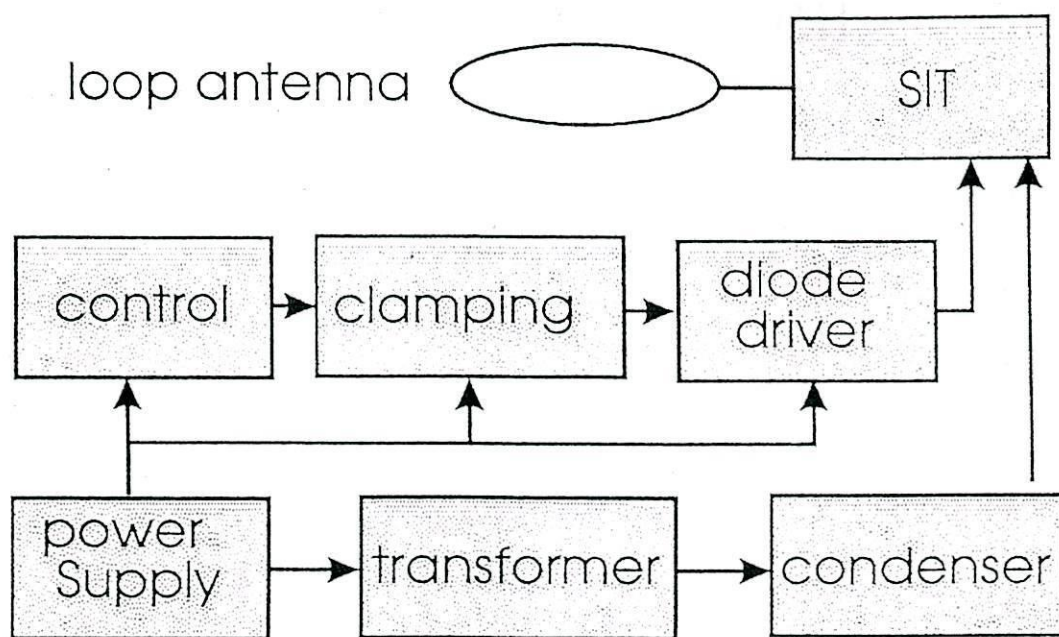 loop antenna
SIT
control
clamping
diode
driver
power
Supply
transformer
condenser